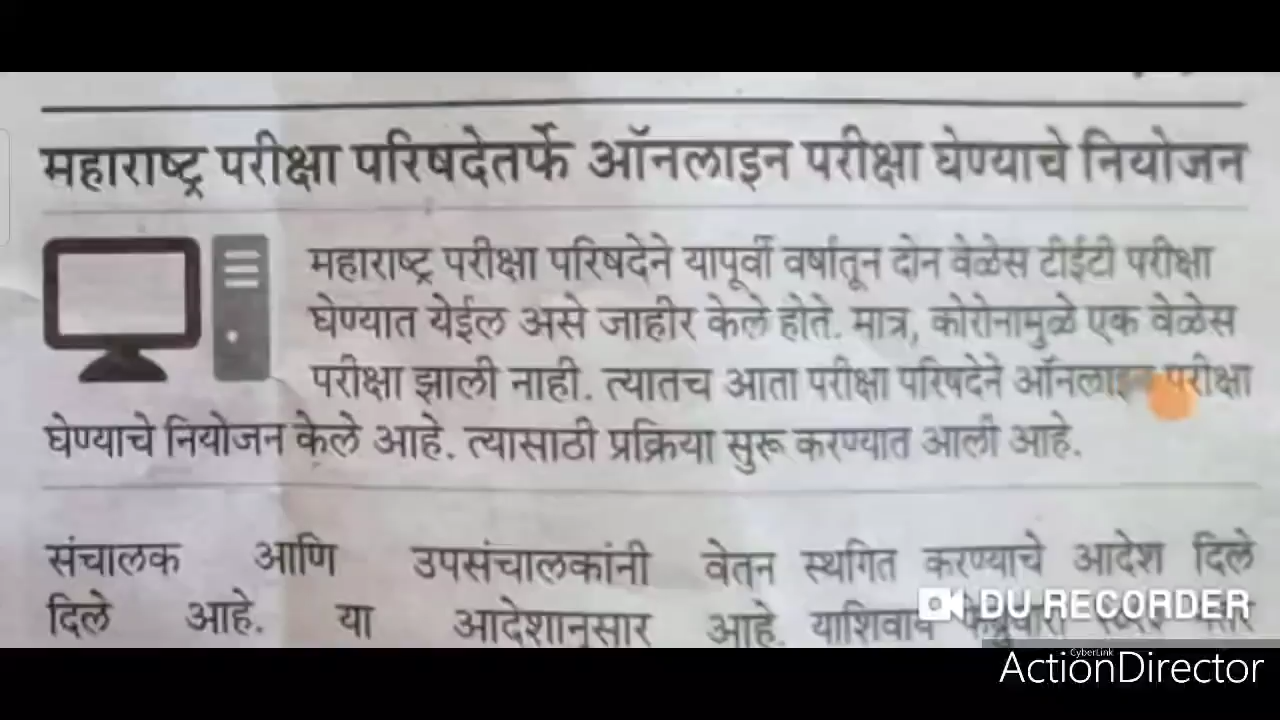 महाराष्ट्र परीक्षा परिषदेतर्फे ऑनलाइन परीक्षा घेण्याचे नियोजन
महाराष्ट्र परीक्षा परिषदेने यापूर्वी वर्षातून दोन वेळेस टीईटी परीक्षा
घेण्यात येईल असे जाहीर केले होते. मात्र, कोरोनामुळे एक वेळेस
परीक्षा झाली नाही. त्यातच आता परीक्षा परिषदेने ऑनलाइन परीक्षा
घेण्याचे नियोजन केले आहे. त्यासाठी प्रक्रिया सुरू करण्यात आली आहे.
संचालक आणि उपसंचालकांनी
दिले आहे. या आदेशानुसार
वेतन स्थगित करण्याचे आदेश दिले
आहे. याशिवाय
DU RECORDER
CyberLink
ActionDirector